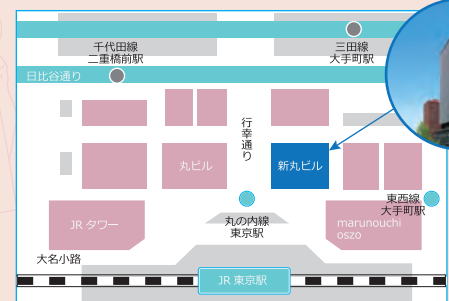 千代田線
二重橋前駅
三田線
大手町駅
日比谷通り
行幸通り
丸ビル
新丸ビル
東西線
大手町駅
丸の内線
東京駅
JR タワー
marunouchi
oszo
大名小路
JR 東京駅